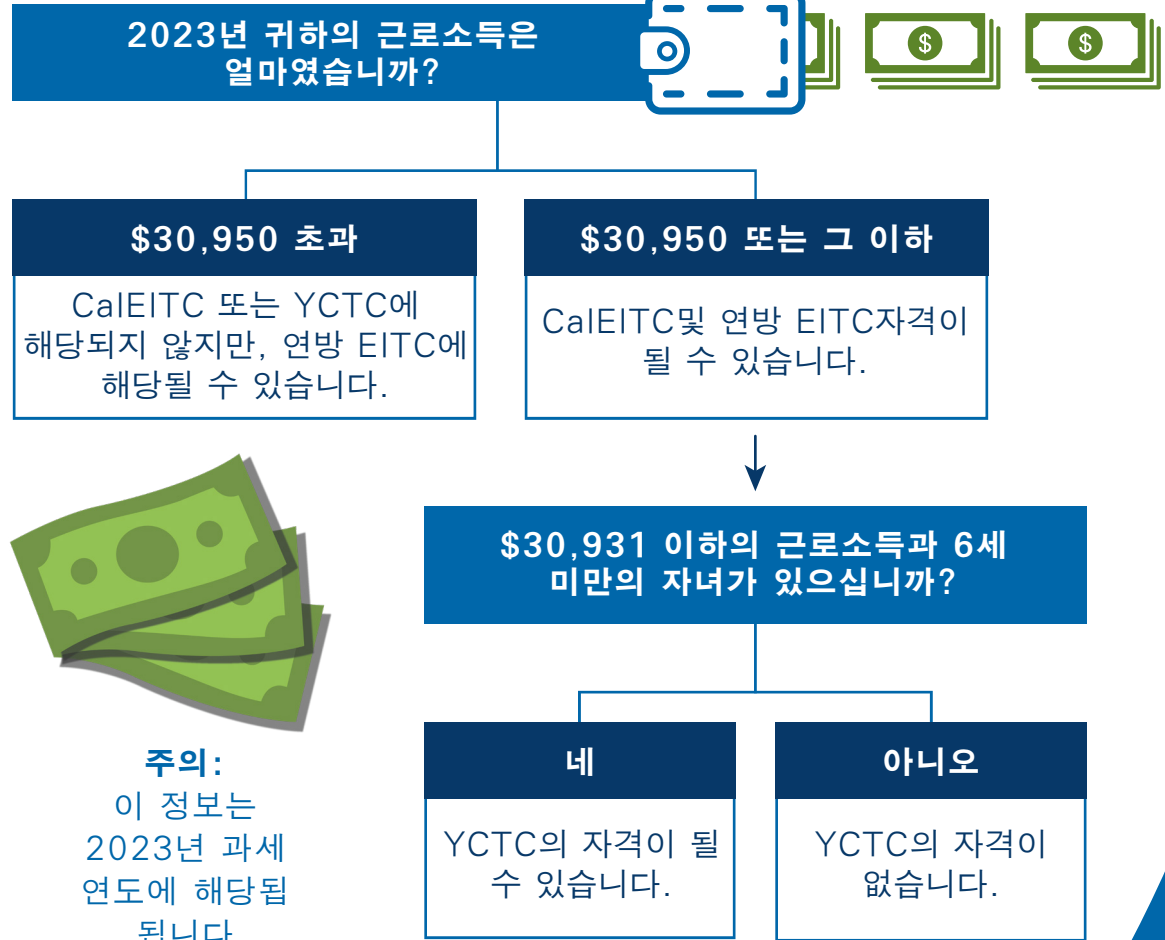 2023년 귀하의 근로소득은
얼마였습니까?
$
$
$30,950 초과
CalEITC 또는 YCTC에
해당되지 않지만, 연방 EITC에
해당될 수 있습니다.
$30,950 또는 그 이하
CalEITC및 연방 EITC자격이
될 수 있습니다.
$30,931 이하의 근로소득과 6세
미만의 자녀가 있으십니까?
네
YCTC의 자격이 될
수 있습니다.
아니오
YCTC의 자격이
없습니다.
주의:
이 정보는
2023년 과세
연도에 해당됩
됩니다